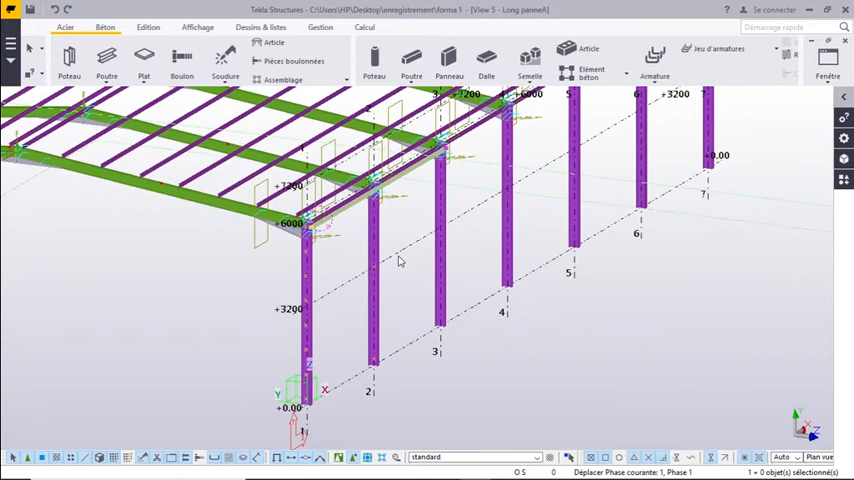 Tekla Structures - C:\Users\HP\Desktop\enregistrement\forma 1 - [View 5 - Long panneA]
Se connecter
Acier Béton Edition Affichage Dessins & listes Gestion Calcul
Démarrage rapide
Article
Pièces boulonnées
Assemblage
Poteau Poutre Plat Boulon Soudure
Poteau Poutre Panneau Dalle Semelle
Article
Elément béton
Armature
Jeu d'armatures
Fenêtre
3 +7200 4 +6000 5 6 +3200 7
2
1
+0.00
+7200
+6000
+3200
7
6
5
4
3
2
Z
Y X
+0.00
1
Y
X
Z
standard
Auto
Plan vue
O S 0 Déplacer Phase courante: 1, Phase 1 1 + 0 objet(s) sélectionné(s)